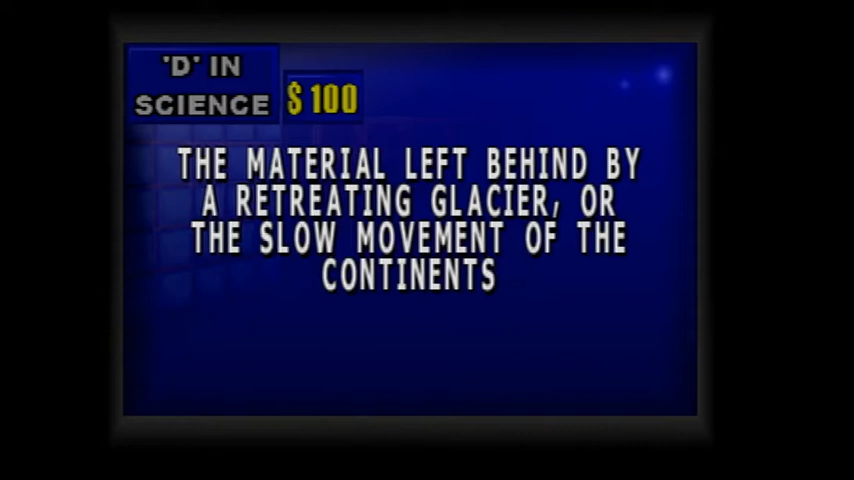 'D' IN
SCIENCE
$ 100
THE MATERIAL LEFT BEHIND BY
A RETREATING GLACIER, OR
THE SLOW MOVEMENT OF THE
CONTINENTS